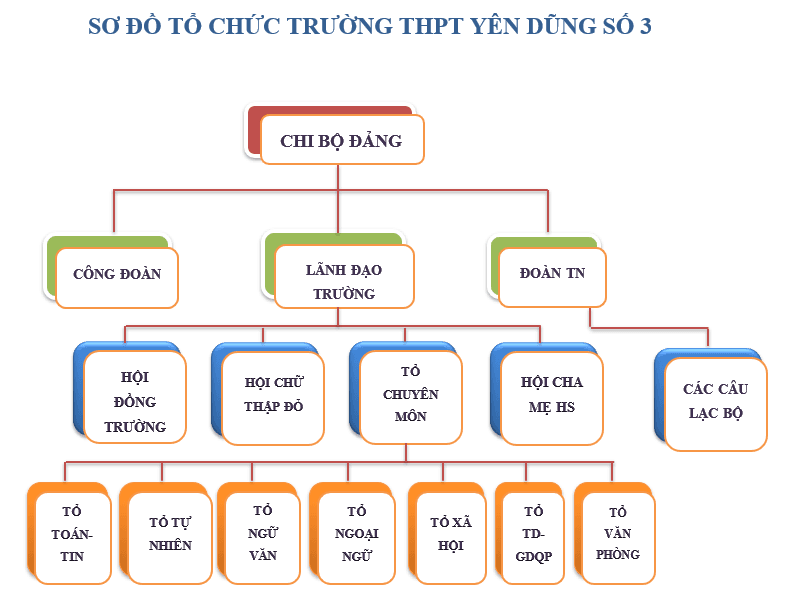 SƠ ĐỒ TỔ CHỨC TRƯỜNG THPT YÊN DŨNG SỐ 3
CHI BỘ ĐẢNG
CÔNG ĐOÀN
LÃNH ĐẠO
TRƯỜNG
ĐOÀN TN
HỘI
ĐỒNG
TRƯỜNG
HỘI CHỮ
THẬP ĐỎ
TỔ
CHUYÊN
MÔN
HỘI CHA
MẸ HS
CÁC CÂU
LẠC BỘ
TỔ
TOÁN-
TIN
TỔ TỰ
NHIÊN
TỔ
NGỮ
VĂN
TỔ
NGOẠI
NGỮ
TỔ XÃ
HỘI
TỔ
TD-
GDQP
TỔ
VĂN
PHÒNG